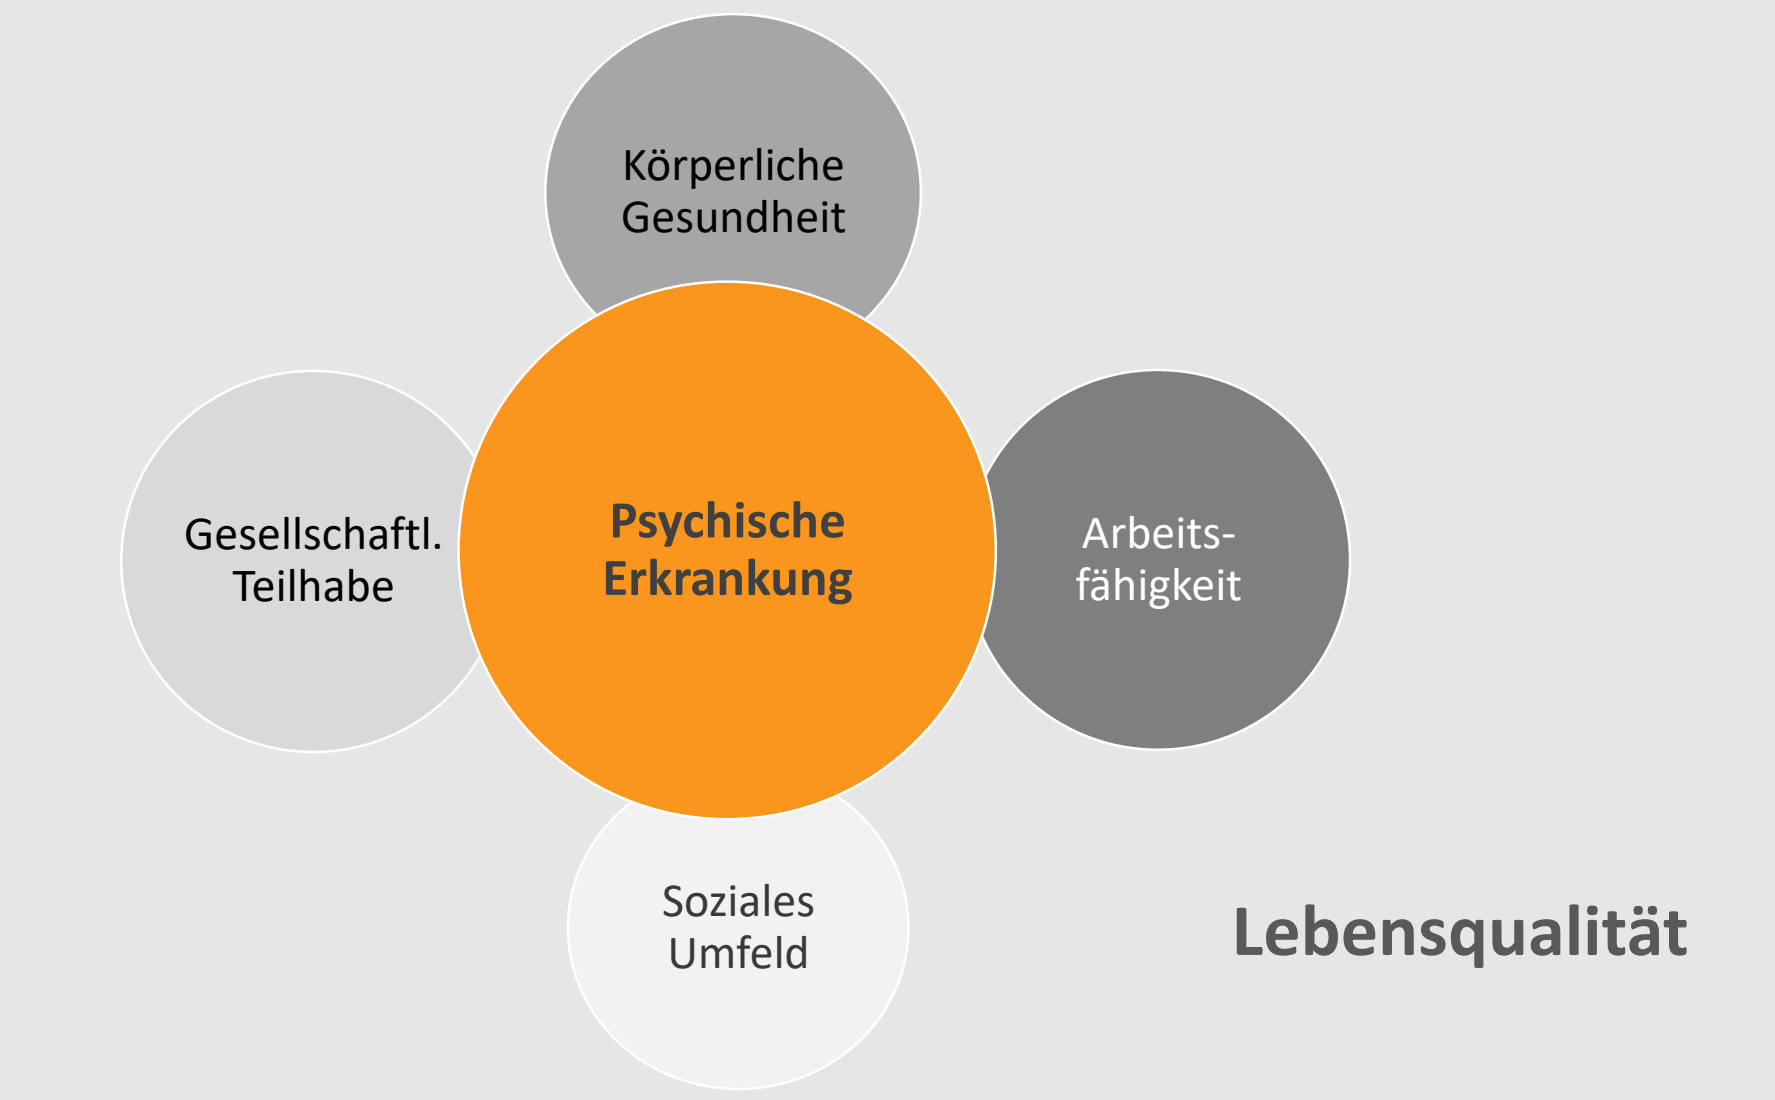 Körperliche
Gesundheit
Gesellschaftl.
Teilhabe
Psychische
Erkrankung
Arbeits-
fähigkeit
Soziales
Umfeld
Lebensqualität